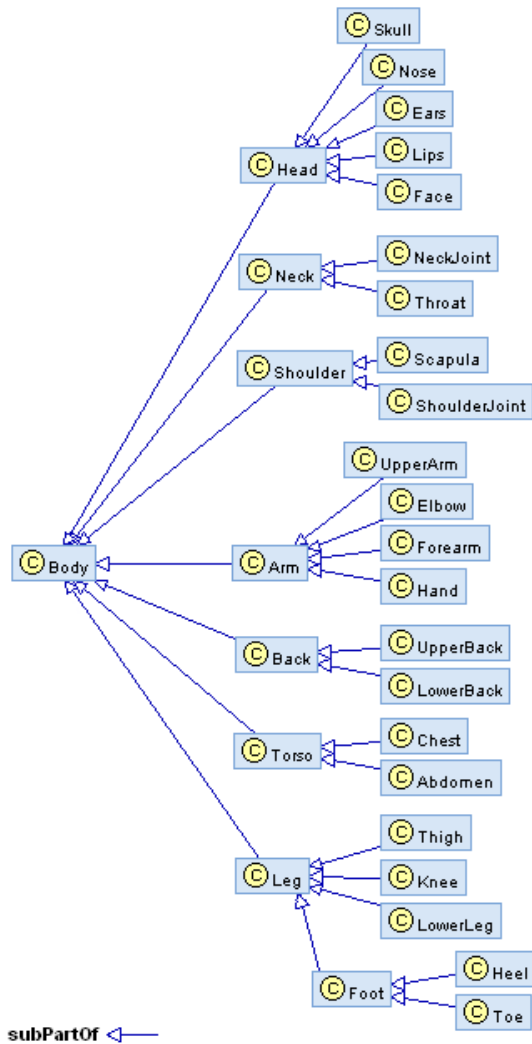 C Skull
C Nose
C Ears
C Head
C Lips
C Face
C NeckJoint
C Neck
C Throat
C Scapula
C Shoulder
C ShoulderJoint
C UpperArm
C Elbow
C Forearm
C Body
C Arm
C Hand
C UpperBack
C Back
C LowerBack
C Chest
C Torso
C Abdomen
C Thigh
C Leg
C Knee
C LowerLeg
C Heel
C Foot
C Toe
subPartOf